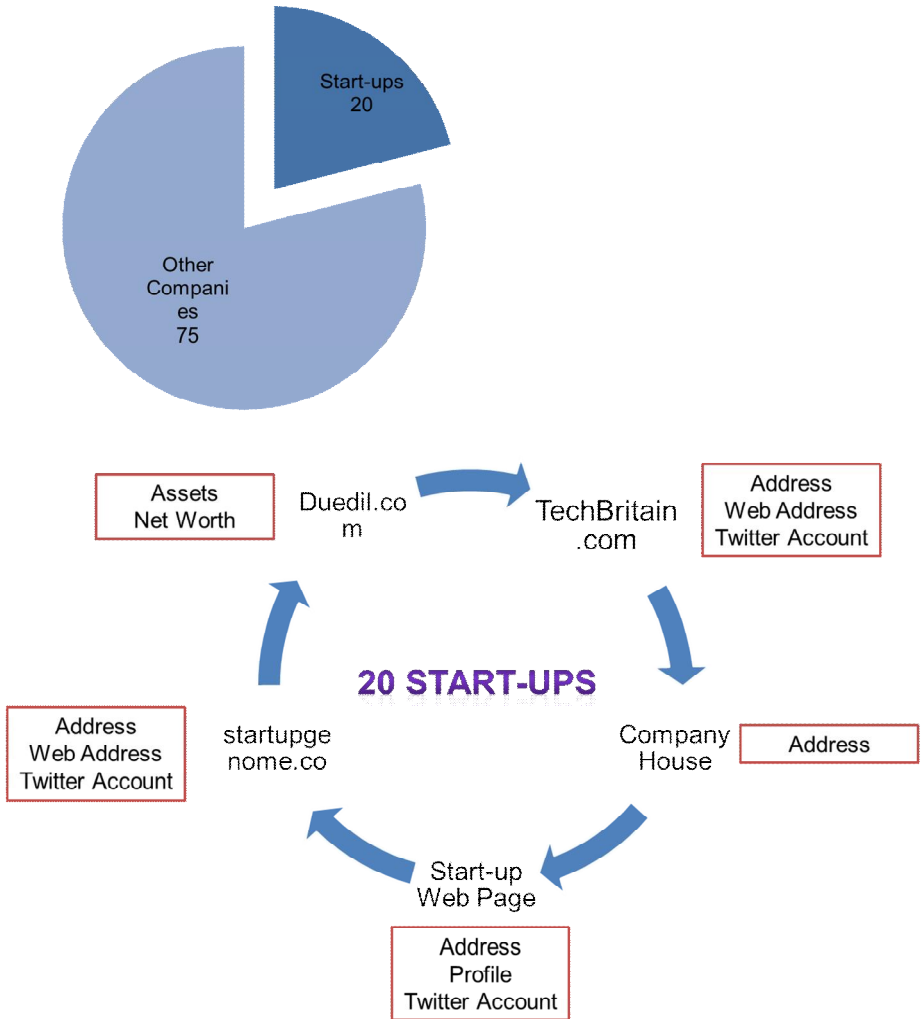 Start-ups
20
Other
Compani
es
75
Assets
Net Worth
Duedil.co
m
TechBritain
.com
Address
Web Address
Twitter Account
20 START-UPS
Address
Web Address
Twitter Account
startupge
nome.co
Company
House
Address
Start-up
Web Page
Address
Profile
Twitter Account